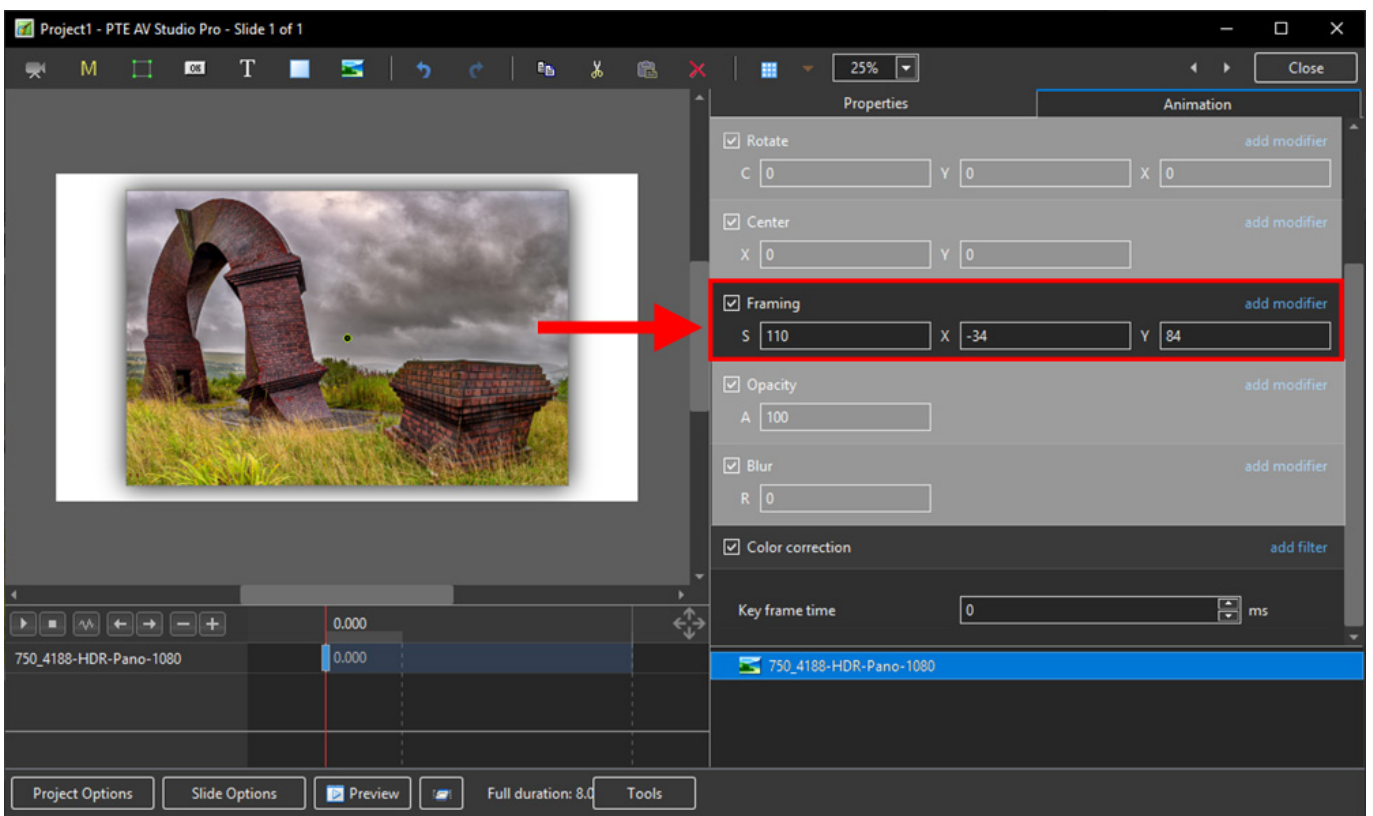 Project1 - PTE AV Studio Pro - Slide 1 of 1
M OK T 25% Close
Properties Animation
Rotate add modifier
C 0 Y 0 X 0
Center add modifier
X 0 Y 0
Framing add modifier
S 110 X -34 Y 84
Opacity add modifier
A 100
Blur add modifier
R 0
Color correction add filter
Key frame time 0 ms
0.000
750_4188-HDR-Pano-1080 0.000
750_4188-HDR-Pano-1080
Project Options Slide Options Preview Full duration: 8.0 Tools